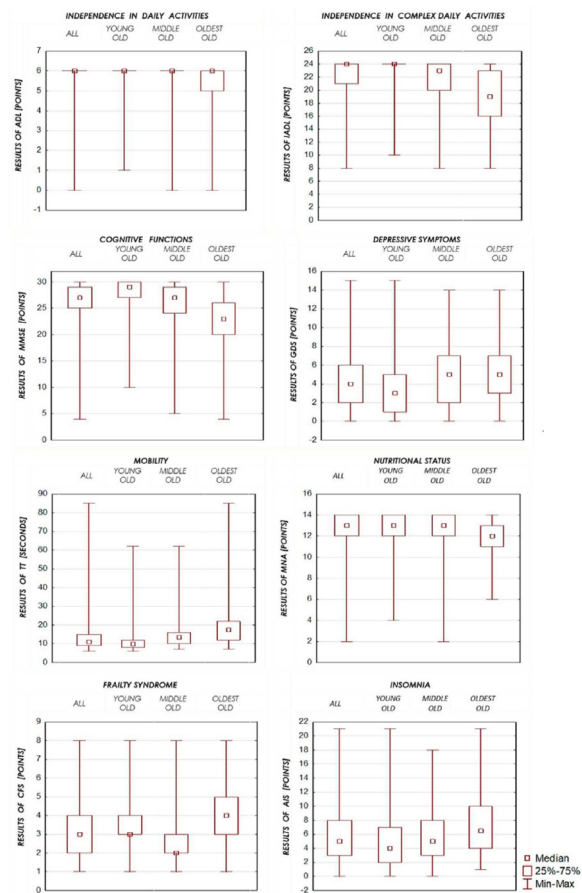 INDEPENDENCE IN DAILY ACTIVITIES
ALL
YOUNG OLD
MIDDLE OLD
OLDEST OLD
RESULTS OF ADL [POINTS]
7
6
5
4
3
2
1
0
-1
INDEPENDENCE IN COMPLEX DAILY ACTIVITIES
ALL
YOUNG OLD
MIDDLE OLD
OLDEST OLD
RESULTS OF IADL [POINTS]
26
24
22
20
18
16
14
12
10
8
6
4
2
0
COGNITIVE FUNCTIONS
ALL
YOUNG OLD
MIDDLE OLD
OLDEST OLD
RESULTS OF MMSE [POINTS]
30
25
20
15
10
5
0
DEPRESSIVE SYMPTOMS
ALL
YOUNG OLD
MIDDLE OLD
OLDEST OLD
RESULTS OF GDS [POINTS]
16
14
12
10
8
6
4
2
0
-2
MOBILITY
ALL
YOUNG OLD
MIDDLE OLD
OLDEST OLD
RESULTS OF TT [SECONDS]
90
80
70
60
50
40
30
20
10
0
NUTRITIONAL STATUS
ALL
YOUNG OLD
MIDDLE OLD
OLDEST OLD
RESULTS OF MNA [POINTS]
16
14
12
10
8
6
4
2
0
FRAILTY SYNDROME
ALL
YOUNG OLD
MIDDLE OLD
OLDEST OLD
RESULTS OF CFS [POINTS]
9
8
7
6
5
4
3
2
1
0
INSOMNIA
ALL
YOUNG OLD
MIDDLE OLD
OLDEST OLD
RESULTS OF AIS [POINTS]
22
20
18
16
14
12
10
8
6
4
2
0
-2
Median
25%-75%
Min-Max